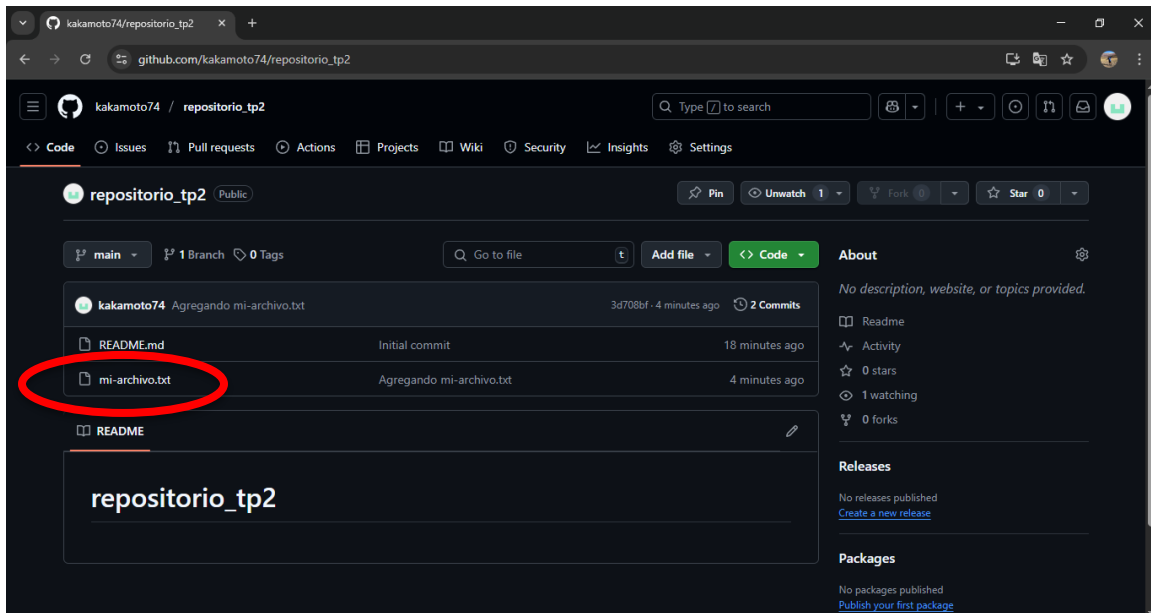 kakamoto74/repositorio_tp2
github.com/kakamoto74/repositorio_tp2
kakamoto74 / repositorio_tp2
Type / to search
Code Issues Pull requests Actions Projects Wiki Security Insights Settings
repositorio_tp2 Public
Pin Unwatch 1 Fork 0 Star 0
main 1 Branch 0 Tags Go to file t Add file Code
kakamoto74 Agregando mi-archivo.txt 3d708bf · 4 minutes ago 2 Commits
README.md Initial commit 18 minutes ago
mi-archivo.txt Agregando mi-archivo.txt 4 minutes ago
README
repositorio_tp2
About
No description, website, or topics provided.
Readme
Activity
0 stars
1 watching
0 forks
Releases
No releases published
Create a new release
Packages
No packages published
Publish your first package